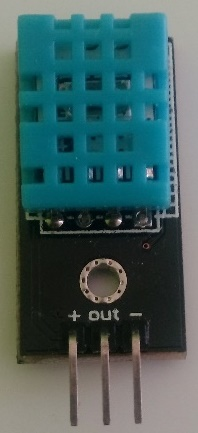 + out -